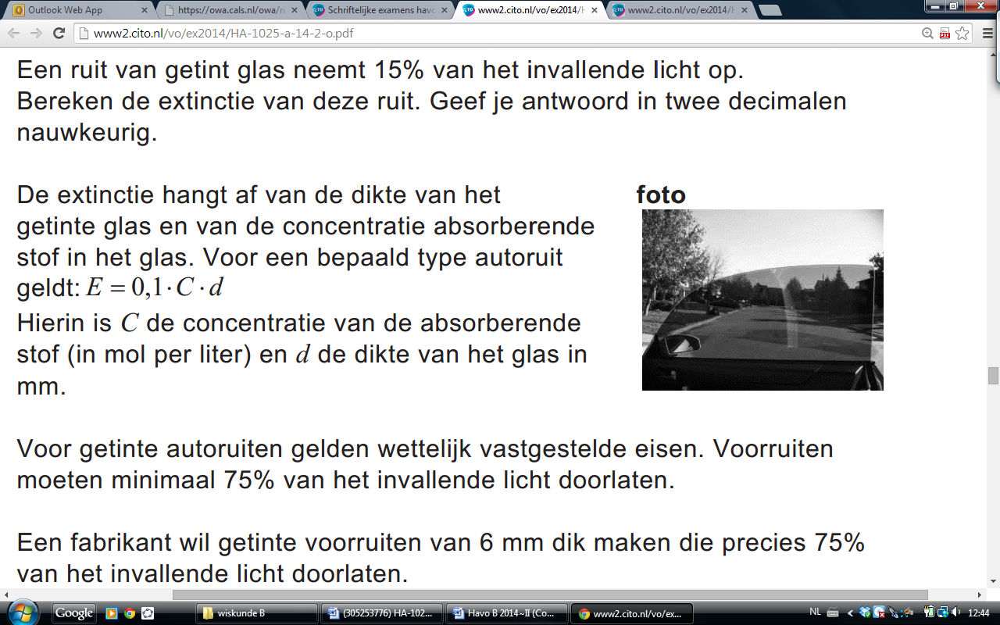 Outlook Web App
https://owa.cals.nl/owa/r
Schriftelijke examens havo
www2.cito.nl/vo/ex2014/H
www2.cito.nl/vo/ex2014/H
www2.cito.nl/vo/ex2014/HA-1025-a-14-2-o.pdf
Een ruit van getint glas neemt 15% van het invallende licht op.
Bereken de extinctie van deze ruit. Geef je antwoord in twee decimalen
nauwkeurig.
De extinctie hangt af van de dikte van het
getinte glas en van de concentratie absorberende
stof in het glas. Voor een bepaald type autoruit
geldt: E = 0,1 · C · d
Hierin is C de concentratie van de absorberende
stof (in mol per liter) en d de dikte van het glas in
mm.
foto
Voor getinte autoruiten gelden wettelijk vastgestelde eisen. Voorruiten
moeten minimaal 75% van het invallende licht doorlaten.
Een fabrikant wil getinte voorruiten van 6 mm dik maken die precies 75%
van het invallende licht doorlaten.
Google
wiskunde B
(305253776) HA-102...
Havo B 2014~II (Co...
www2.cito.nl/vo/ex...
NL
12:44